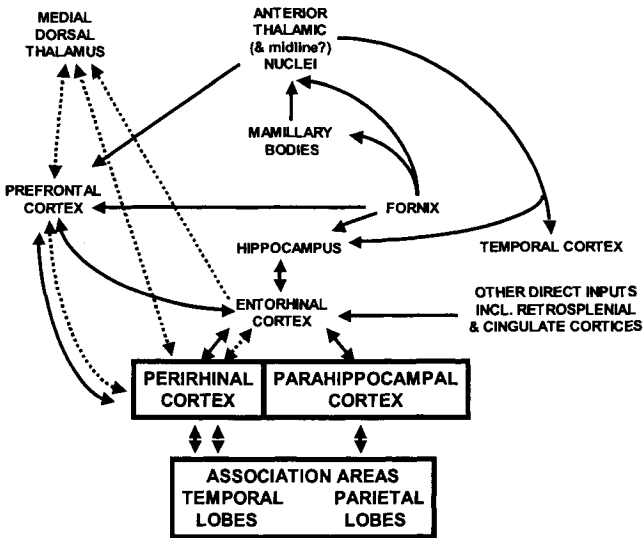 MEDIAL
DORSAL
THALAMUS
ANTERIOR
THALAMIC
(& midline?)
NUCLEI
MAMILLARY
BODIES
PREFRONTAL
CORTEX
FORNIX
HIPPOCAMPUS
TEMPORAL CORTEX
ENTORHINAL
CORTEX
OTHER DIRECT INPUTS
INCL. RETROSPLENIAL
& CINGULATE CORTICES
PERIRHINAL
CORTEX
PARAHIPPOCAMPAL
CORTEX
ASSOCIATION AREAS
TEMPORAL
LOBES
PARIETAL
LOBES